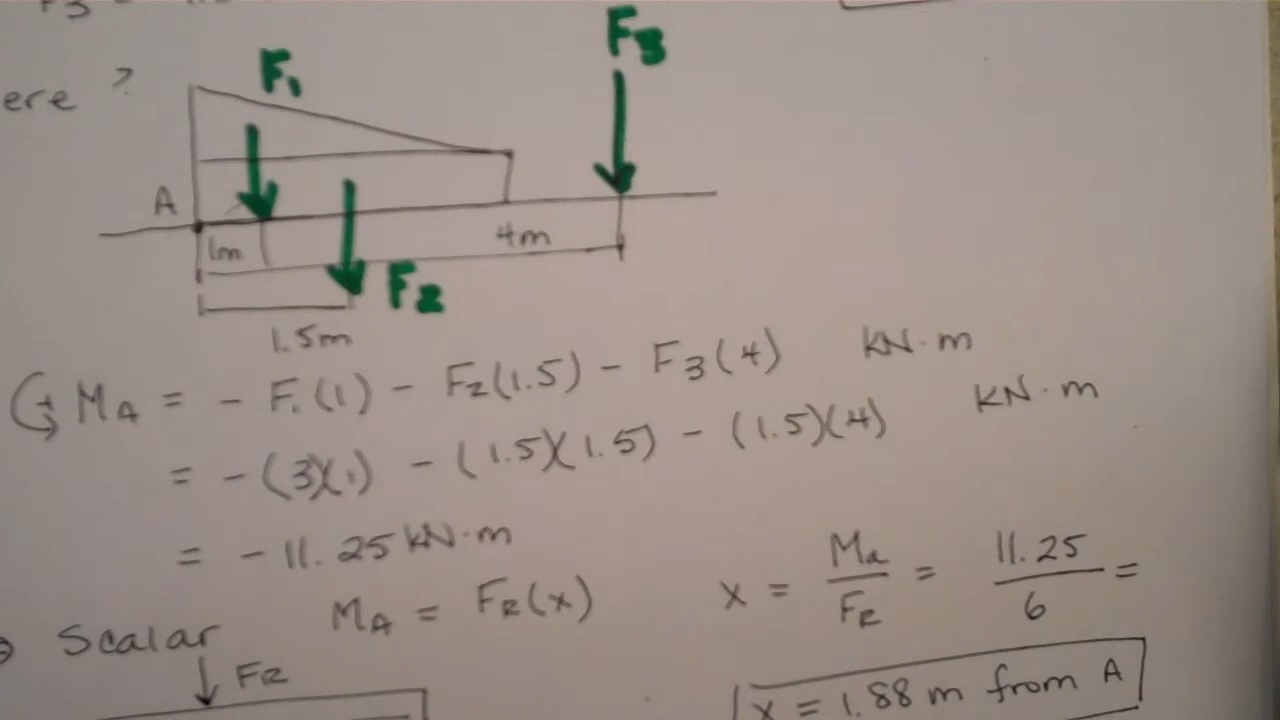 F3
ere ?
F1
F3
A
1m
4m
F2
1.5m
+ MA = - F1(1) - F2(1.5) - F3(4) KN·m
= -(3)(1) - (1.5)(1.5) - (1.5)(4) KN·m
= -11.25 KN·m
MA = FR(x)
x = Ma/FR = 11.25/6 =
Scalar
FR
x = 1.88 m from A